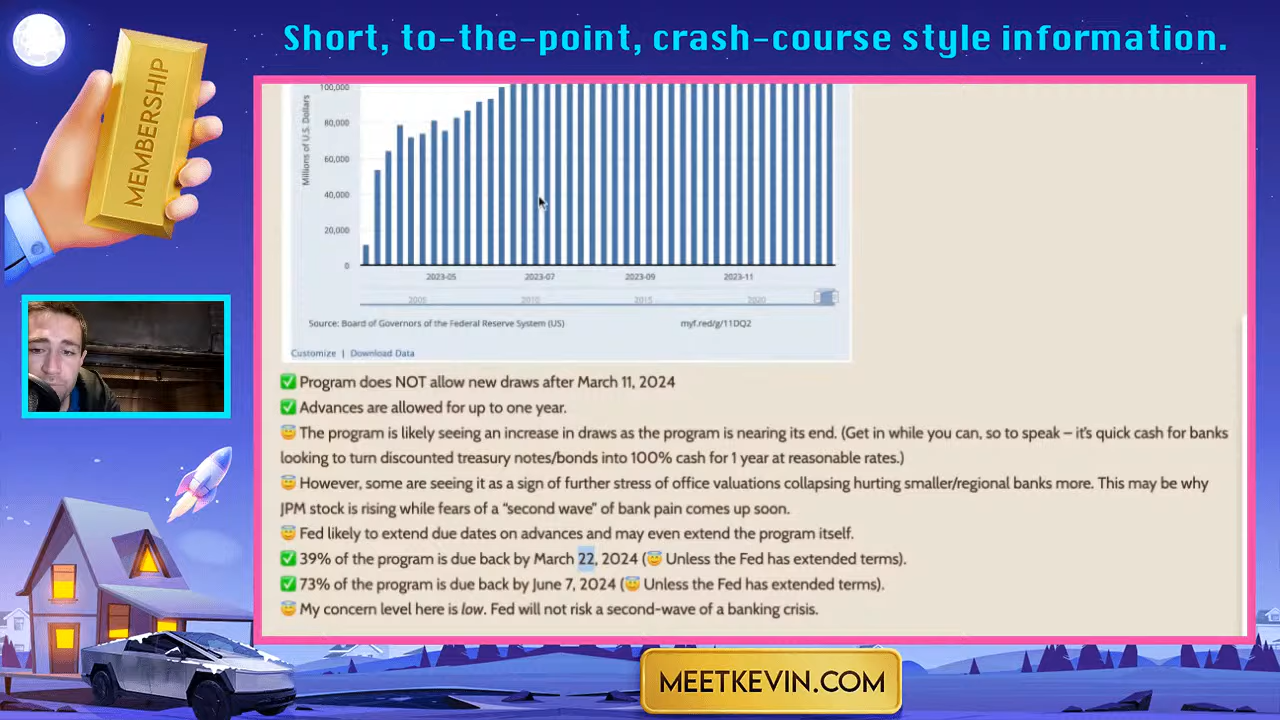 Short, to-the-point, crash-course style information.
MEMBERSHIP
100,000
80,000
60,000
40,000
20,000
0
Millions of U.S. Dollars
2023-05 2023-07 2023-09 2023-11
2005 2010 2015 2020
Source: Board of Governors of the Federal Reserve System (US) myf.red/g/11DQ2
Customize | Download Data
✅ Program does NOT allow new draws after March 11, 2024
✅ Advances are allowed for up to one year.
😇 The program is likely seeing an increase in draws as the program is nearing its end. (Get in while you can, so to speak – it's quick cash for banks
looking to turn discounted treasury notes/bonds into 100% cash for 1 year at reasonable rates.)
😇 However, some are seeing it as a sign of further stress of office valuations collapsing hurting smaller/regional banks more. This may be why
JPM stock is rising while fears of a "second wave" of bank pain comes up soon.
😇 Fed likely to extend due dates on advances and may even extend the program itself.
✅ 39% of the program is due back by March 22, 2024 (😇 Unless the Fed has extended terms).
✅ 73% of the program is due back by June 7, 2024 (😇 Unless the Fed has extended terms).
😇 My concern level here is low. Fed will not risk a second-wave of a banking crisis.
MEETKEVIN.COM